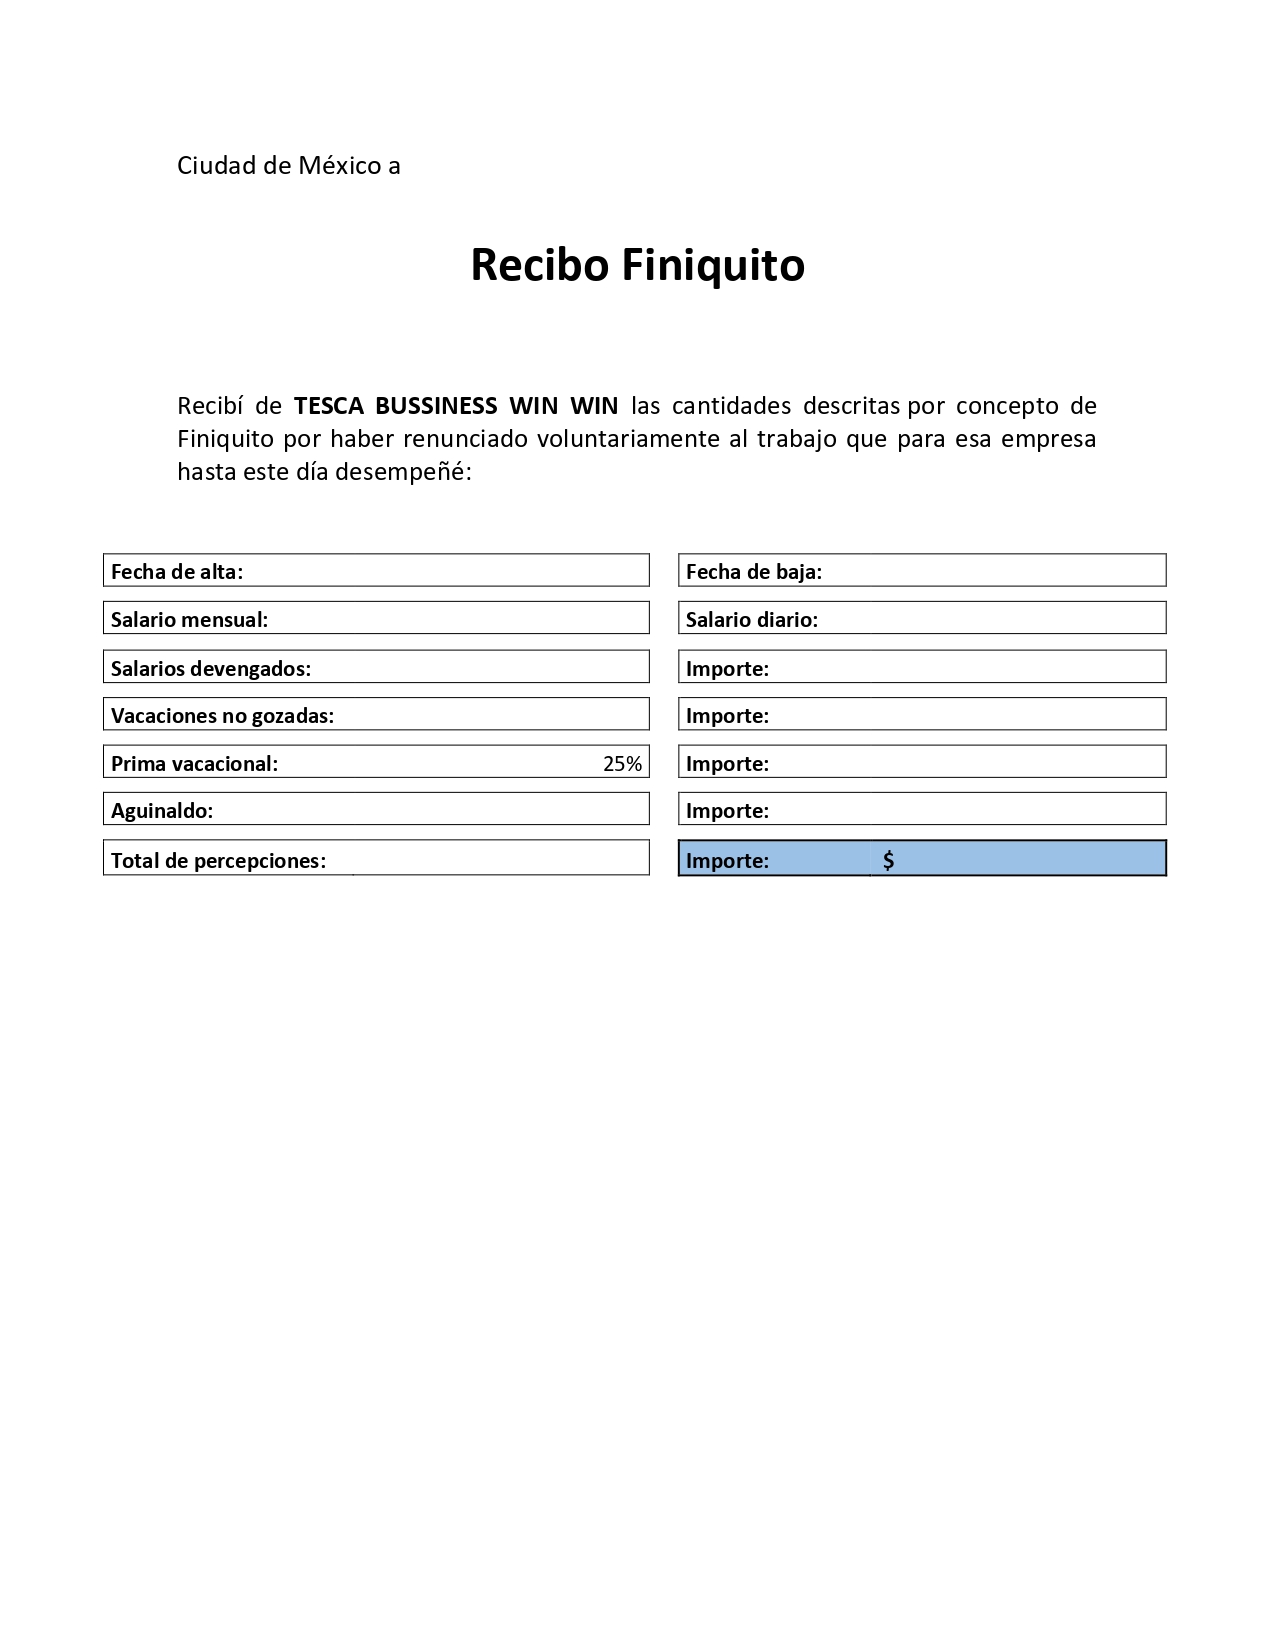 Ciudad de México a
Recibo Finiquito
Recibí de TESCA BUSSINESS WIN WIN las cantidades descritas por concepto de
Finiquito por haber renunciado voluntariamente al trabajo que para esa empresa
hasta este día desempeñé:
Fecha de alta: Fecha de baja:
Salario mensual: Salario diario:
Salarios devengados: Importe:
Vacaciones no gozadas: Importe:
Prima vacacional: 25% Importe:
Aguinaldo: Importe:
Total de percepciones: Importe: $